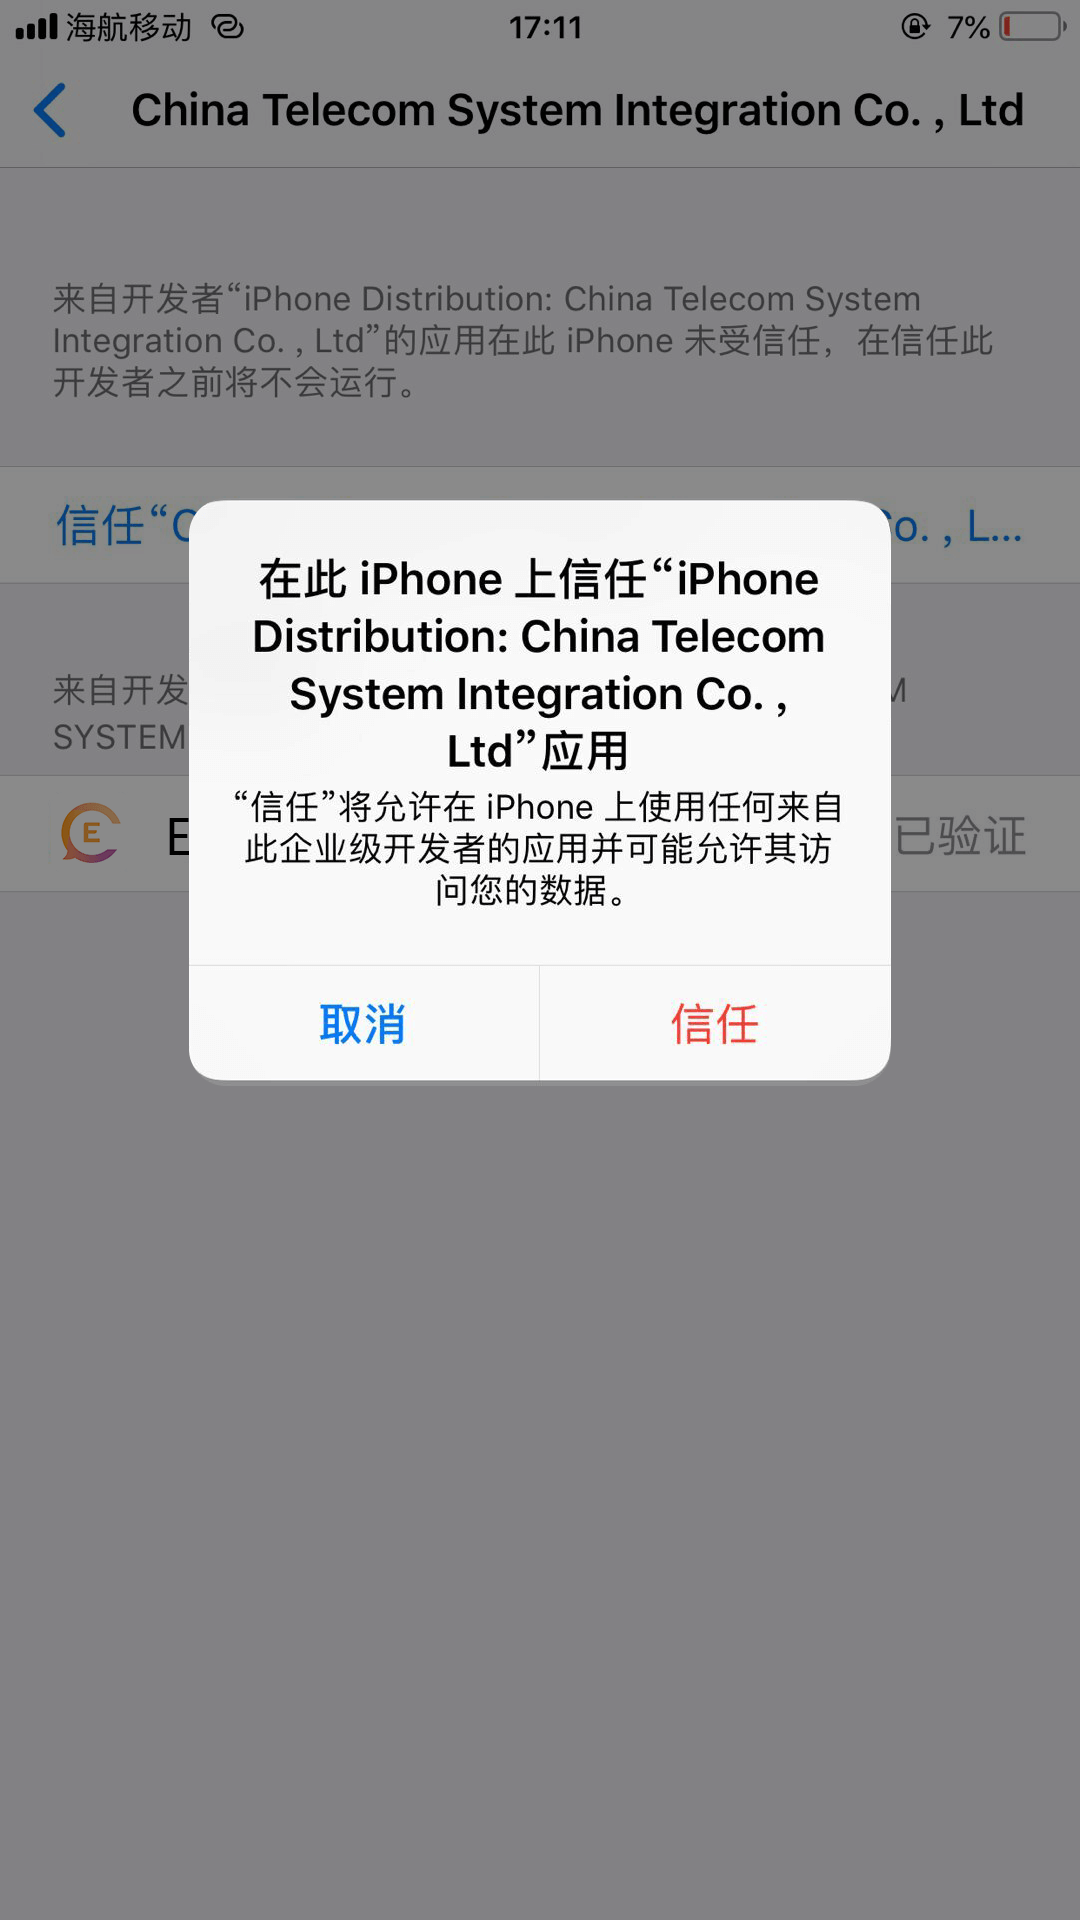 海航移动
17:11
7%
China Telecom System Integration Co. , Ltd
来自开发者“iPhone Distribution: China Telecom System
Integration Co. , Ltd”的应用在此 iPhone 未受信任，在信任此
开发者之前将不会运行。
信任“C
Co. , L...
在此 iPhone 上信任“iPhone
Distribution: China Telecom
System Integration Co. ,
Ltd”应用
“信任”将允许在 iPhone 上使用任何来自
此企业级开发者的应用并可能允许其访
问您的数据。
取消
信任
来自开发
M
SYSTEM
E
E
已验证